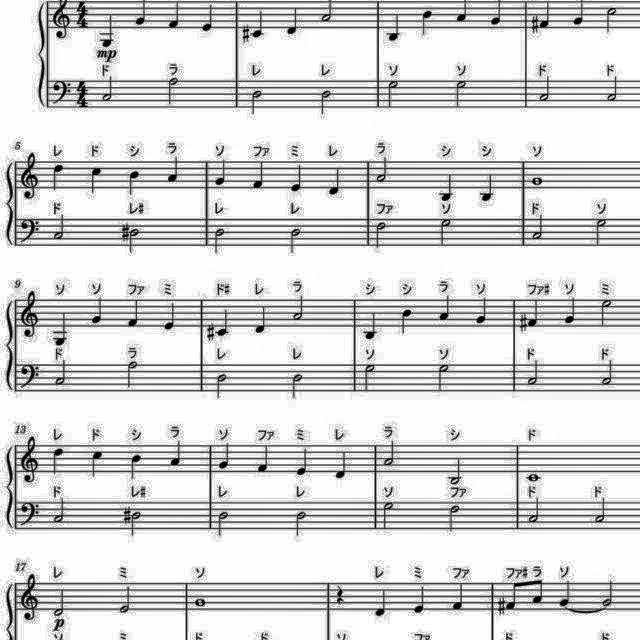 mp
ド ラ レ レ ソ ソ ド ド
5
レ ド シ ラ ソ ファ ミ レ ラ シ シ ソ
ド レ# レ レ ファ ソ ド ソ
9
ソ ソ ファ ミ ド# レ ラ シ シ ラ ソ ファ# ソ ミ
ド ラ レ レ ソ ソ ド ド
13
レ ド シ ラ ソ ファ ミ レ ラ シ ド
ド レ# レ レ ソ ファ ド ド
17
レ ミ ソ レ ミ ファ ファ# ラ ソ
p